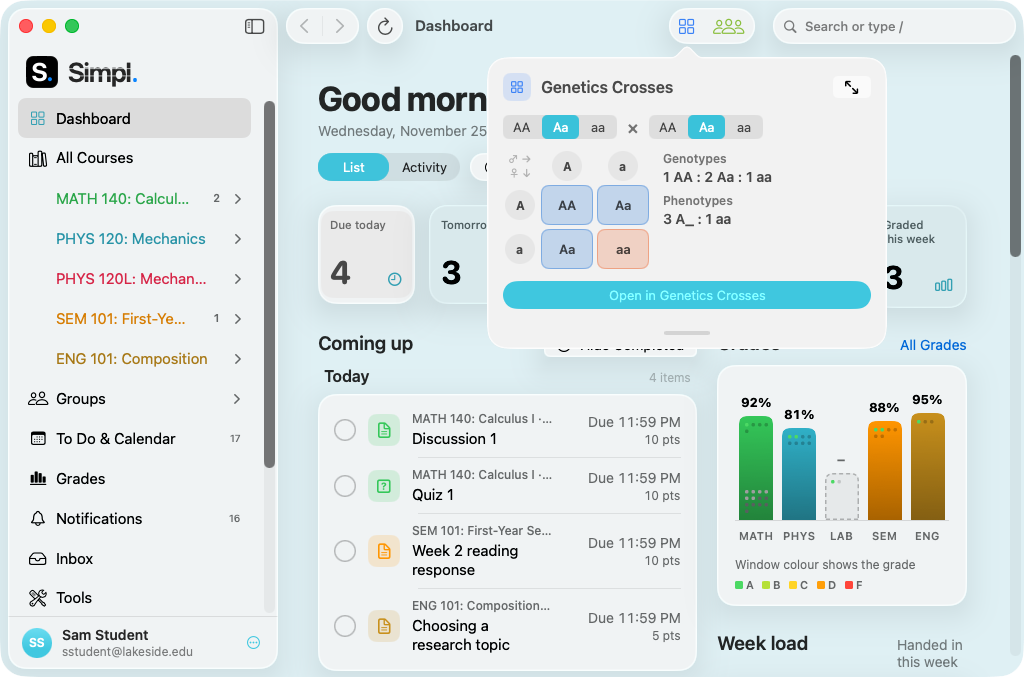 Simpl.
Dashboard
All Courses
MATH 140: Calcul... 2
PHYS 120: Mechanics
PHYS 120L: Mechan...
SEM 101: First-Ye... 1
ENG 101: Composition
Groups
To Do & Calendar 17
Grades
Notifications 16
Inbox
Tools
SS
Sam Student
sstudent@lakeside.edu
Dashboard
Search or type /
Good morn
Wednesday, November 25
List Activity
Due today
4
Tomorro
3
Graded
this week
3
Genetics Crosses
AA Aa aa × AA Aa aa
♂ → A a
♀ ↓
A AA Aa
a Aa aa
Genotypes
1 AA : 2 Aa : 1 aa
Phenotypes
3 A_ : 1 aa
Open in Genetics Crosses
Coming up
Hide Completed
Today 4 items
MATH 140: Calculus I ·...
Discussion 1
Due 11:59 PM
10 pts
MATH 140: Calculus I ·...
Quiz 1
Due 11:59 PM
10 pts
SEM 101: First-Year Se...
Week 2 reading
response
Due 11:59 PM
10 pts
ENG 101: Composition...
Choosing a
research topic
Due 11:59 PM
5 pts
Grades
All Grades
92% 81% – 88% 95%
MATH PHYS LAB SEM ENG
Window colour shows the grade
A B C D F
Week load
Handed in
this week